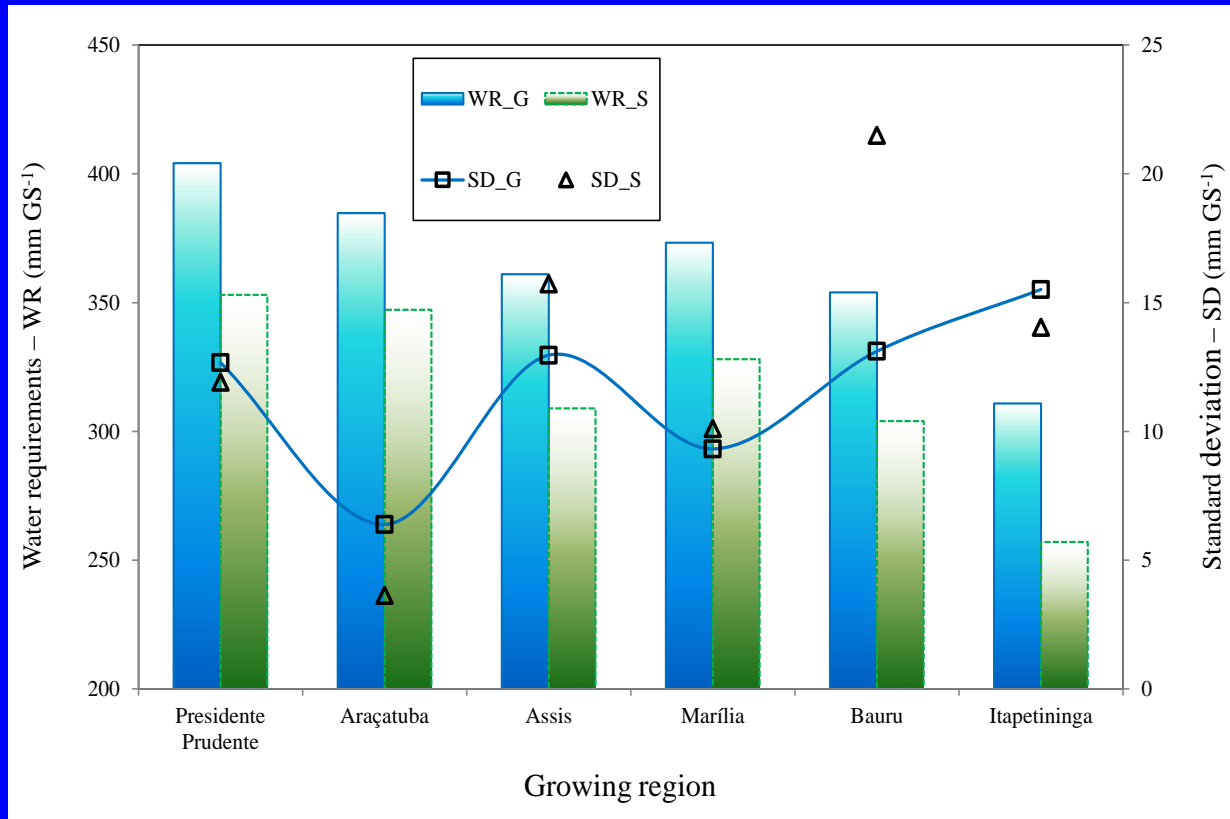 450
400
350
300
250
200
Water requirements – WR (mm GS-1)
WR_G WR_S
SD_G SD_S
25
20
15
10
5
0
Standard deviation – SD (mm GS-1)
Presidente
Prudente
Araçatuba
Assis
Marília
Bauru
Itapetininga
Growing region